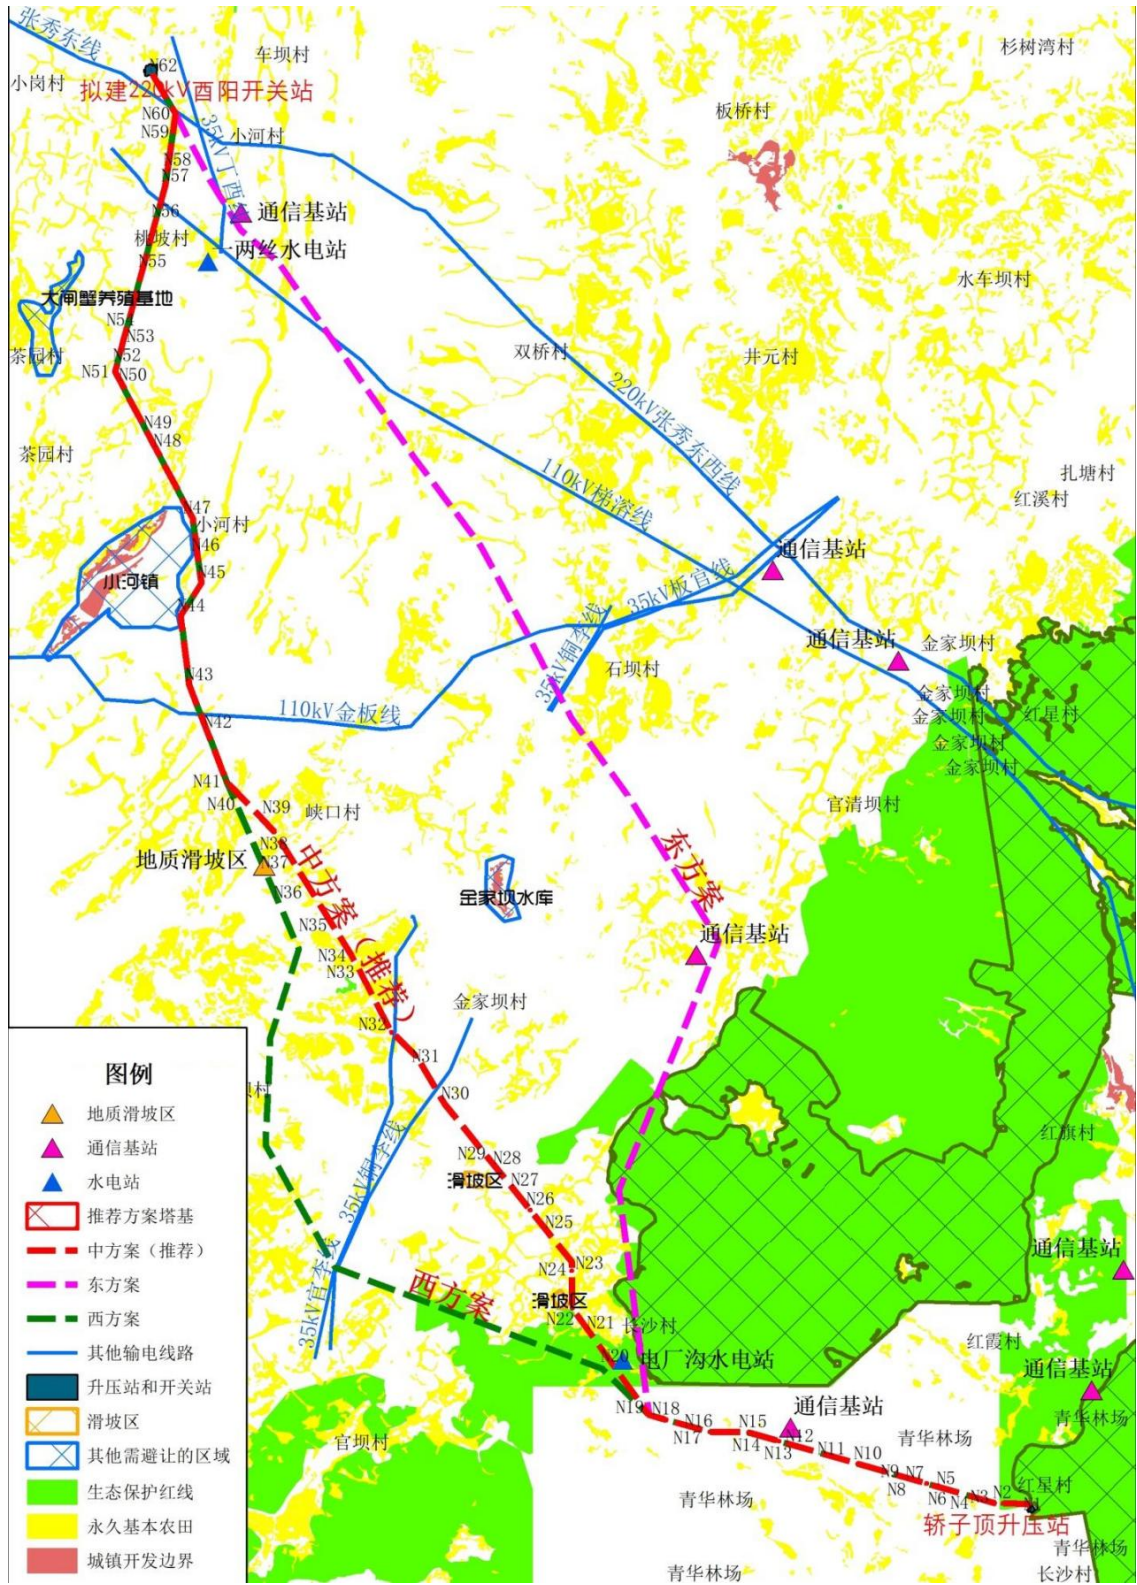 张秀东线
车坝村
杉树湾村
N62
小岗村
拟建220kV酉阳开关站
板桥村
N60
N59
35kV丁酉
小河村
N58
N57
N56
通信基站
桃坡村
一两丝水电站
N55
水车坝村
大闸蟹养殖基地
N54
N53
茶园村
N52
双桥村
井元村
N51
N50
220kV张秀东西线
N49
N48
茶园村
110kV梯溶线
扎塘村
红溪村
N47
小河村
N46
通信基站
小河镇
N45
35kV板官线
N44
35kV铜李线
通信基站
金家坝村
石坝村
N43
金家坝村
110kV金板线
N42
金家坝村
红星村
金家坝村
金家坝村
N41
N40
N39
峡口村
官清坝村
N38
中方案（推荐）
东方案
地质滑坡区
N37
N36
金家坝水库
N35
通信基站
N34
N33
金家坝村
N32
N31
坝村
N30
红旗村
35kV铜李线
N29
N28
滑坡区
N27
N26
N25
35kV官李线
N24
N23
通信基站
西方案
滑坡区
N22
N21
长沙村
红霞村
N20
电厂沟水电站
通信基站
N19
N18
N16
N15
通信基站
青华林场
官坝村
N17
N14
N13
N12
青华林场
N11
N10
N9
N7
N8
N5
红星村
青华林场
N6
N4
N3
N2
N1
轿子顶升压站
青华林场
青华林场
长沙村
图例
地质滑坡区
通信基站
水电站
推荐方案塔基
中方案（推荐）
东方案
西方案
其他输电线路
升压站和开关站
滑坡区
其他需避让的区域
生态保护红线
永久基本农田
城镇开发边界